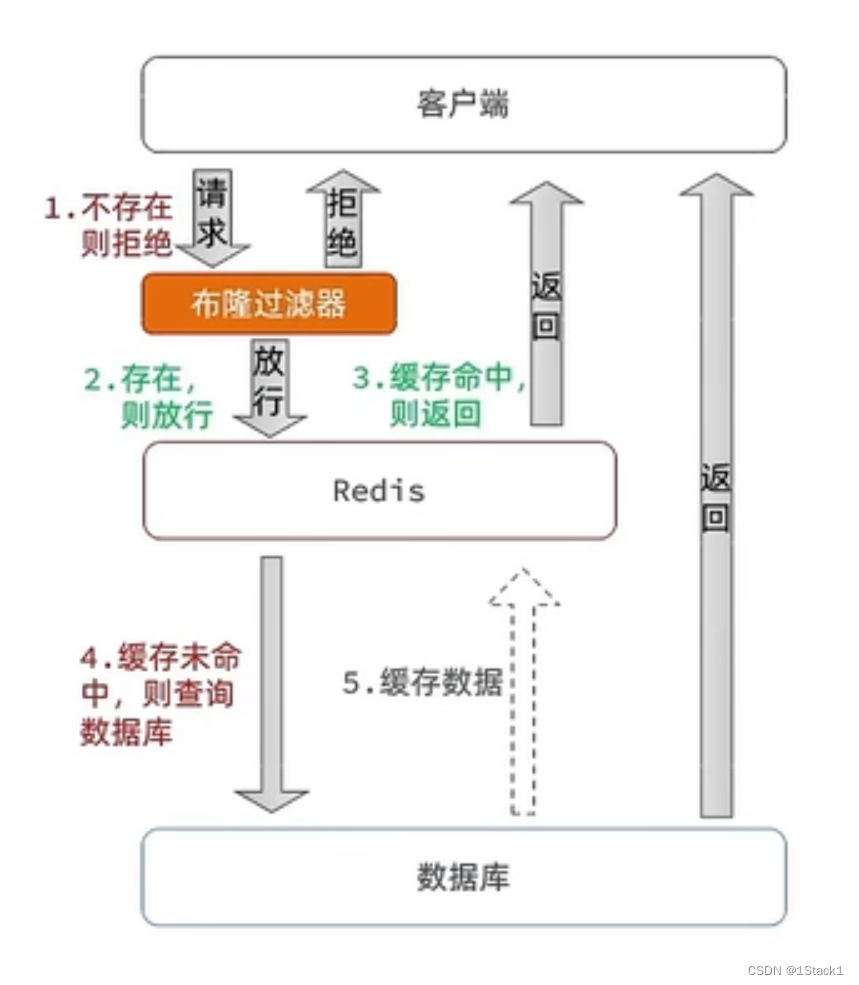 客户端
请求
拒绝
1.不存在
则拒绝
布隆过滤器
放行
2.存在,
则放行
3.缓存命中,
则返回
返回
Redis
返回
4.缓存未命
中, 则查询
数据库
5.缓存数据
数据库
CSDN @1Stack1